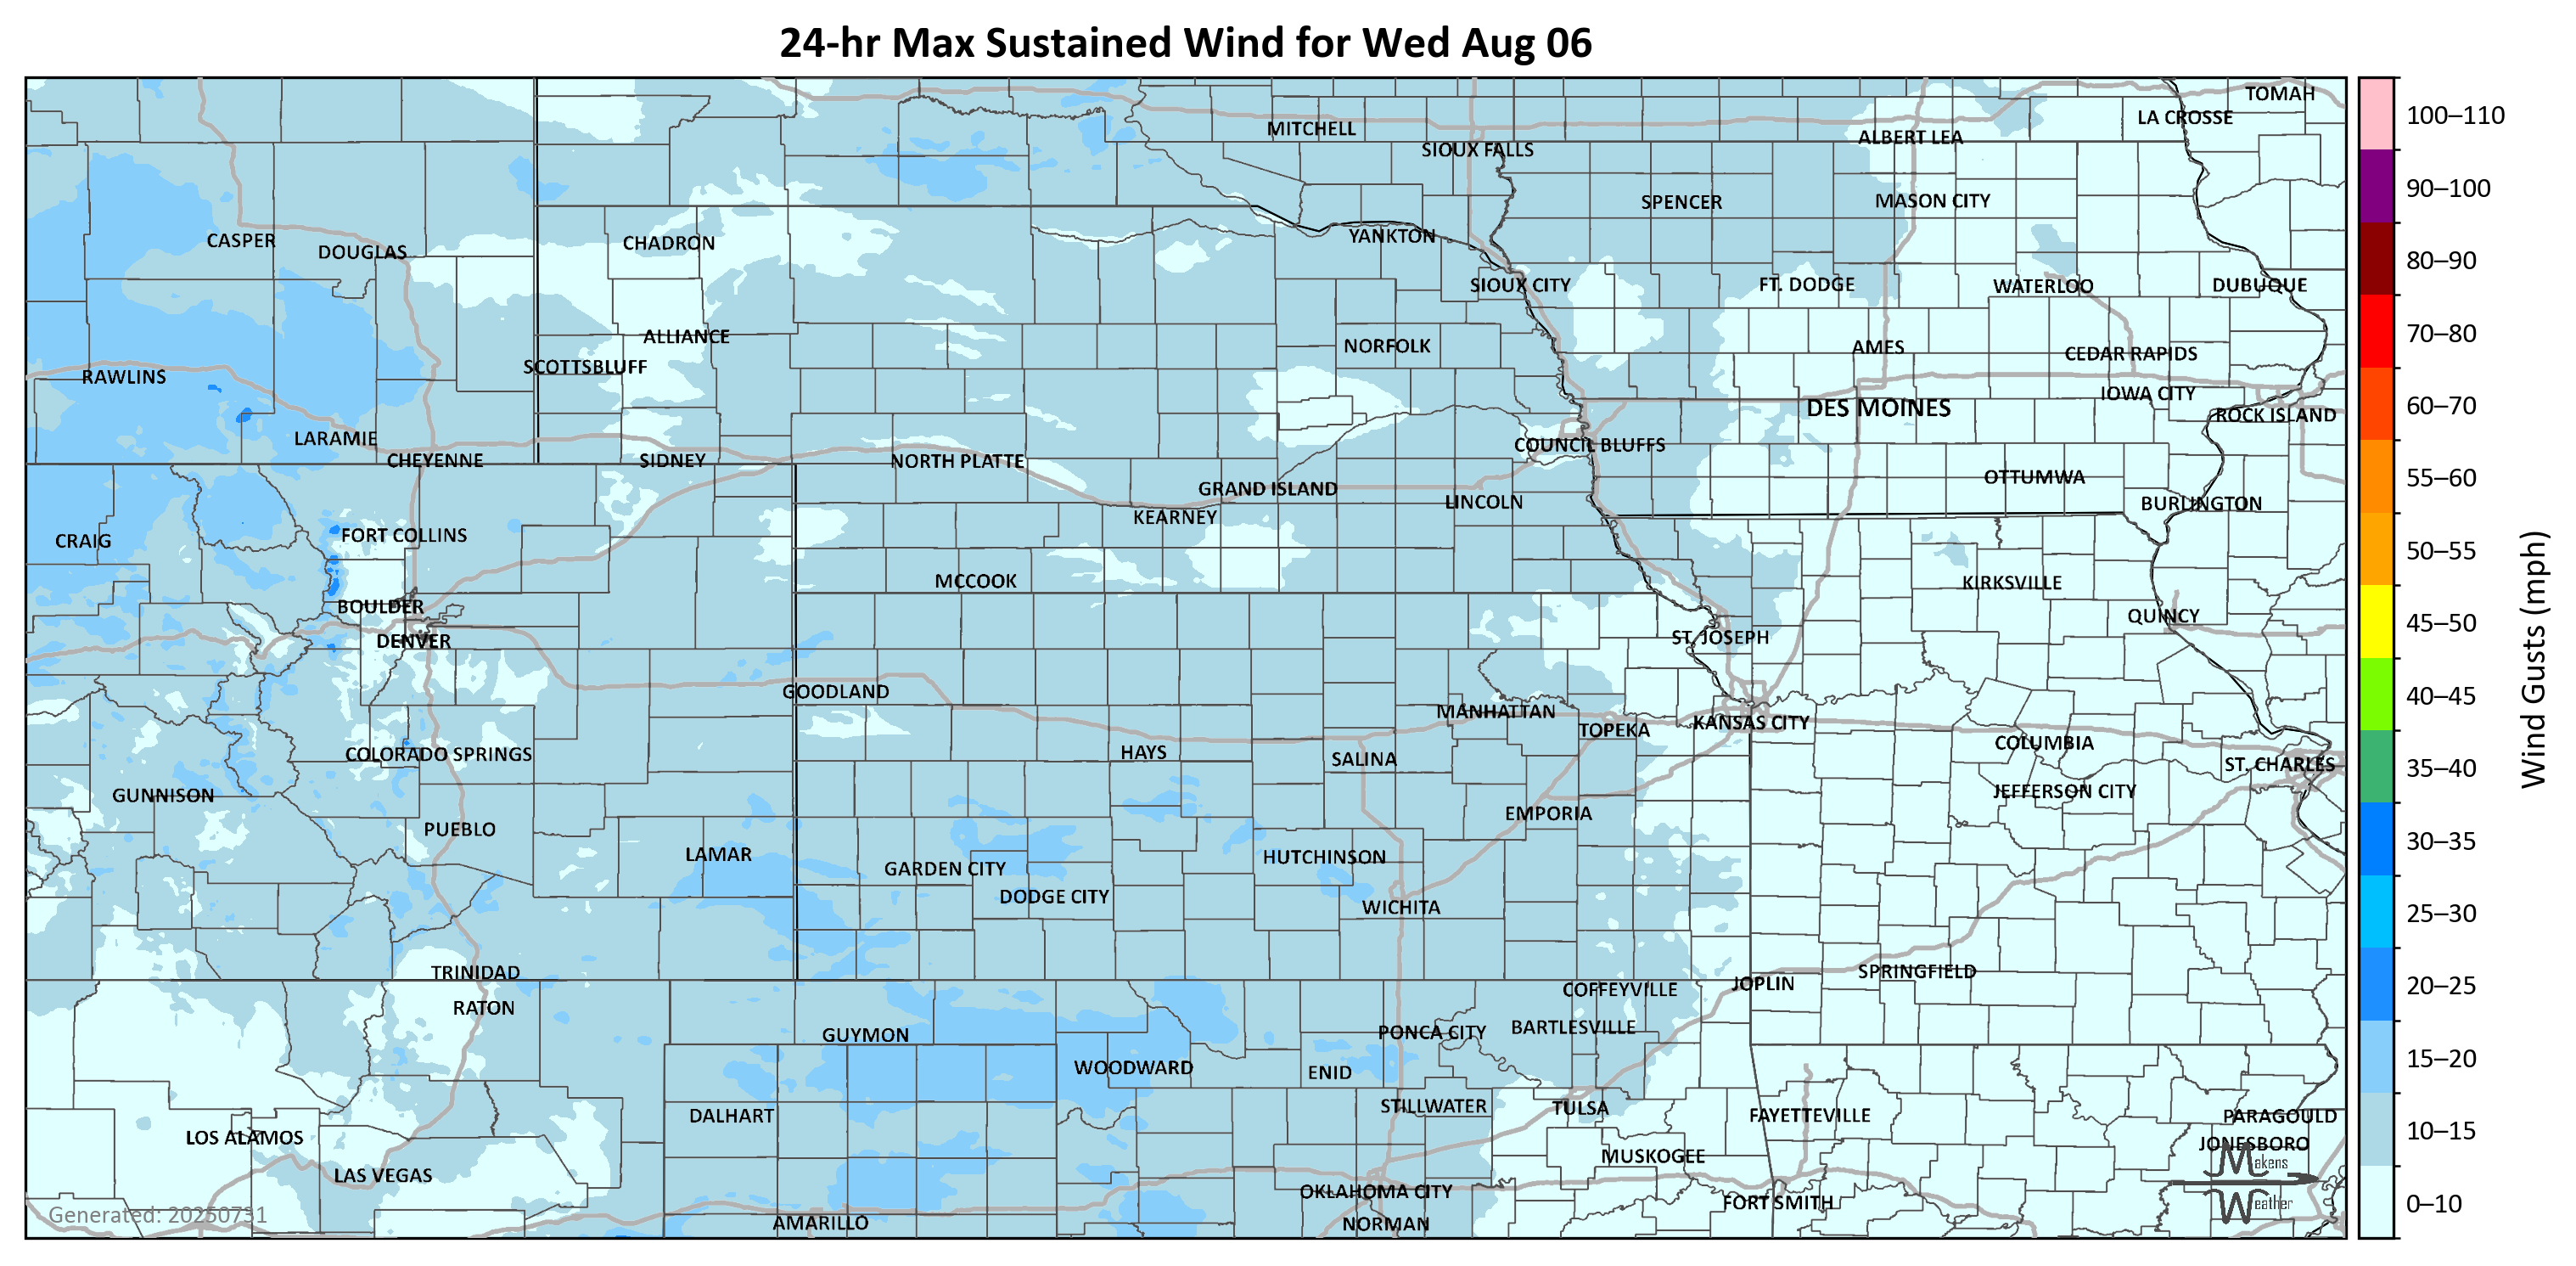 24-hr Max Sustained Wind for Wed Aug 06
TOMAH
LA CROSSE
MITCHELL
ALBERT LEA
SIOUX FALLS
SPENCER
MASON CITY
CASPER
DOUGLAS
CHADRON
YANKTON
SIOUX CITY
FT. DODGE
WATERLOO
DUBUQUE
ALLIANCE
NORFOLK
AMES
CEDAR RAPIDS
SCOTTSBLUFF
RAWLINS
IOWA CITY
DES MOINES
ROCK ISLAND
LARAMIE
COUNCIL BLUFFS
CHEYENNE
SIDNEY
NORTH PLATTE
OTTUMWA
GRAND ISLAND
LINCOLN
BURLINGTON
KEARNEY
FORT COLLINS
CRAIG
MCCOOK
KIRKSVILLE
BOULDER
QUINCY
DENVER
ST. JOSEPH
GOODLAND
MANHATTAN
TOPEKA
KANSAS CITY
COLUMBIA
COLORADO SPRINGS
HAYS
SALINA
ST. CHARLES
GUNNISON
JEFFERSON CITY
EMPORIA
PUEBLO
LAMAR
HUTCHINSON
GARDEN CITY
DODGE CITY
WICHITA
TRINIDAD
SPRINGFIELD
JOPLIN
COFFEYVILLE
RATON
GUYMON
PONCA CITY
BARTLESVILLE
WOODWARD
ENID
DALHART
STILLWATER
TULSA
FAYETTEVILLE
PARAGOULD
LOS ALAMOS
JONESBORO
MUSKOGEE
LAS VEGAS
OKLAHOMA CITY
FORT SMITH
AMARILLO
NORMAN
Generated: 20250731
Makens
Weather
100–110
90–100
80–90
70–80
60–70
55–60
50–55
45–50
40–45
35–40
30–35
25–30
20–25
15–20
10–15
0–10
Wind Gusts (mph)